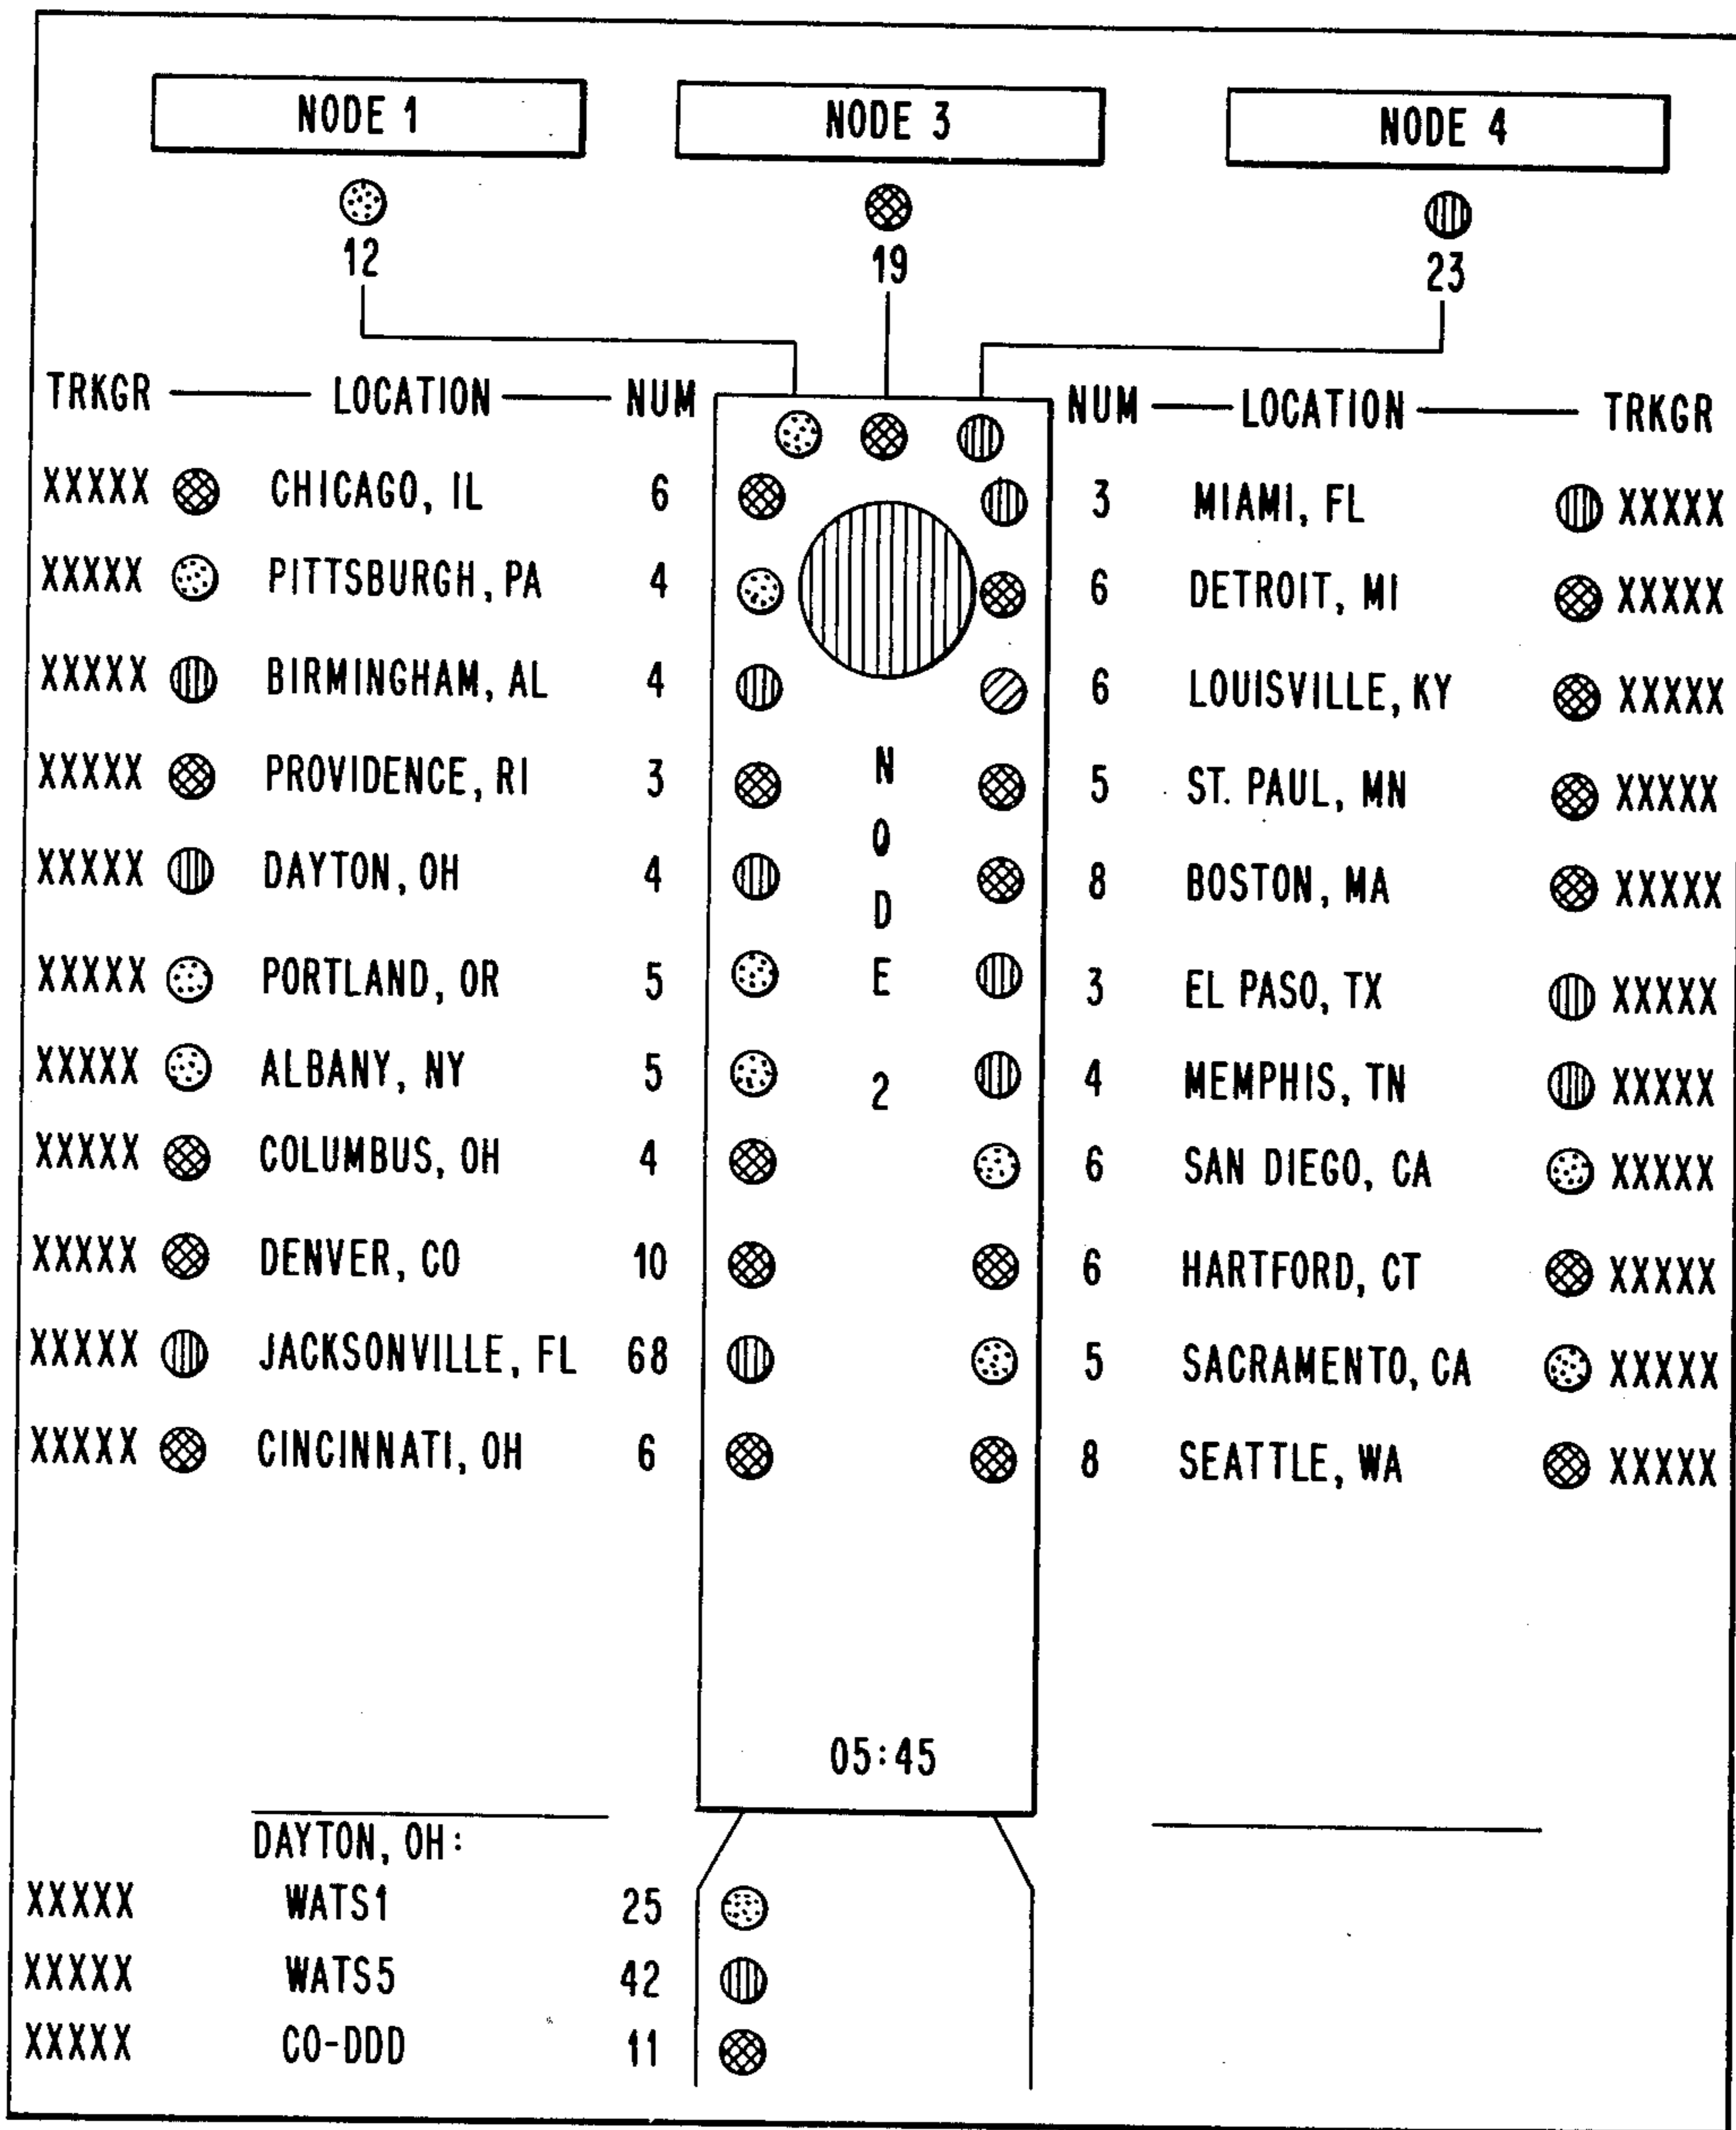 NODE 1 NODE 3 NODE 4
12 19 23
TRKGR LOCATION NUM NUM LOCATION TRKGR
XXXXX CHICAGO, IL 6 3 MIAMI, FL XXXXX
XXXXX PITTSBURGH, PA 4 6 DETROIT, MI XXXXX
XXXXX BIRMINGHAM, AL 4 6 LOUISVILLE, KY XXXXX
XXXXX PROVIDENCE, RI 3 N 5 ST. PAUL, MN XXXXX
O
XXXXX DAYTON, OH 4 D 8 BOSTON, MA XXXXX
XXXXX PORTLAND, OR 5 E 3 EL PASO, TX XXXXX
XXXXX ALBANY, NY 5 2 4 MEMPHIS, TN XXXXX
XXXXX COLUMBUS, OH 4 6 SAN DIEGO, CA XXXXX
XXXXX DENVER, CO 10 6 HARTFORD, CT XXXXX
XXXXX JACKSONVILLE, FL 68 5 SACRAMENTO, CA XXXXX
XXXXX CINCINNATI, OH 6 8 SEATTLE, WA XXXXX
05:45
DAYTON, OH:
XXXXX WATS1 25
XXXXX WATS5 42
XXXXX CO-DDD 11